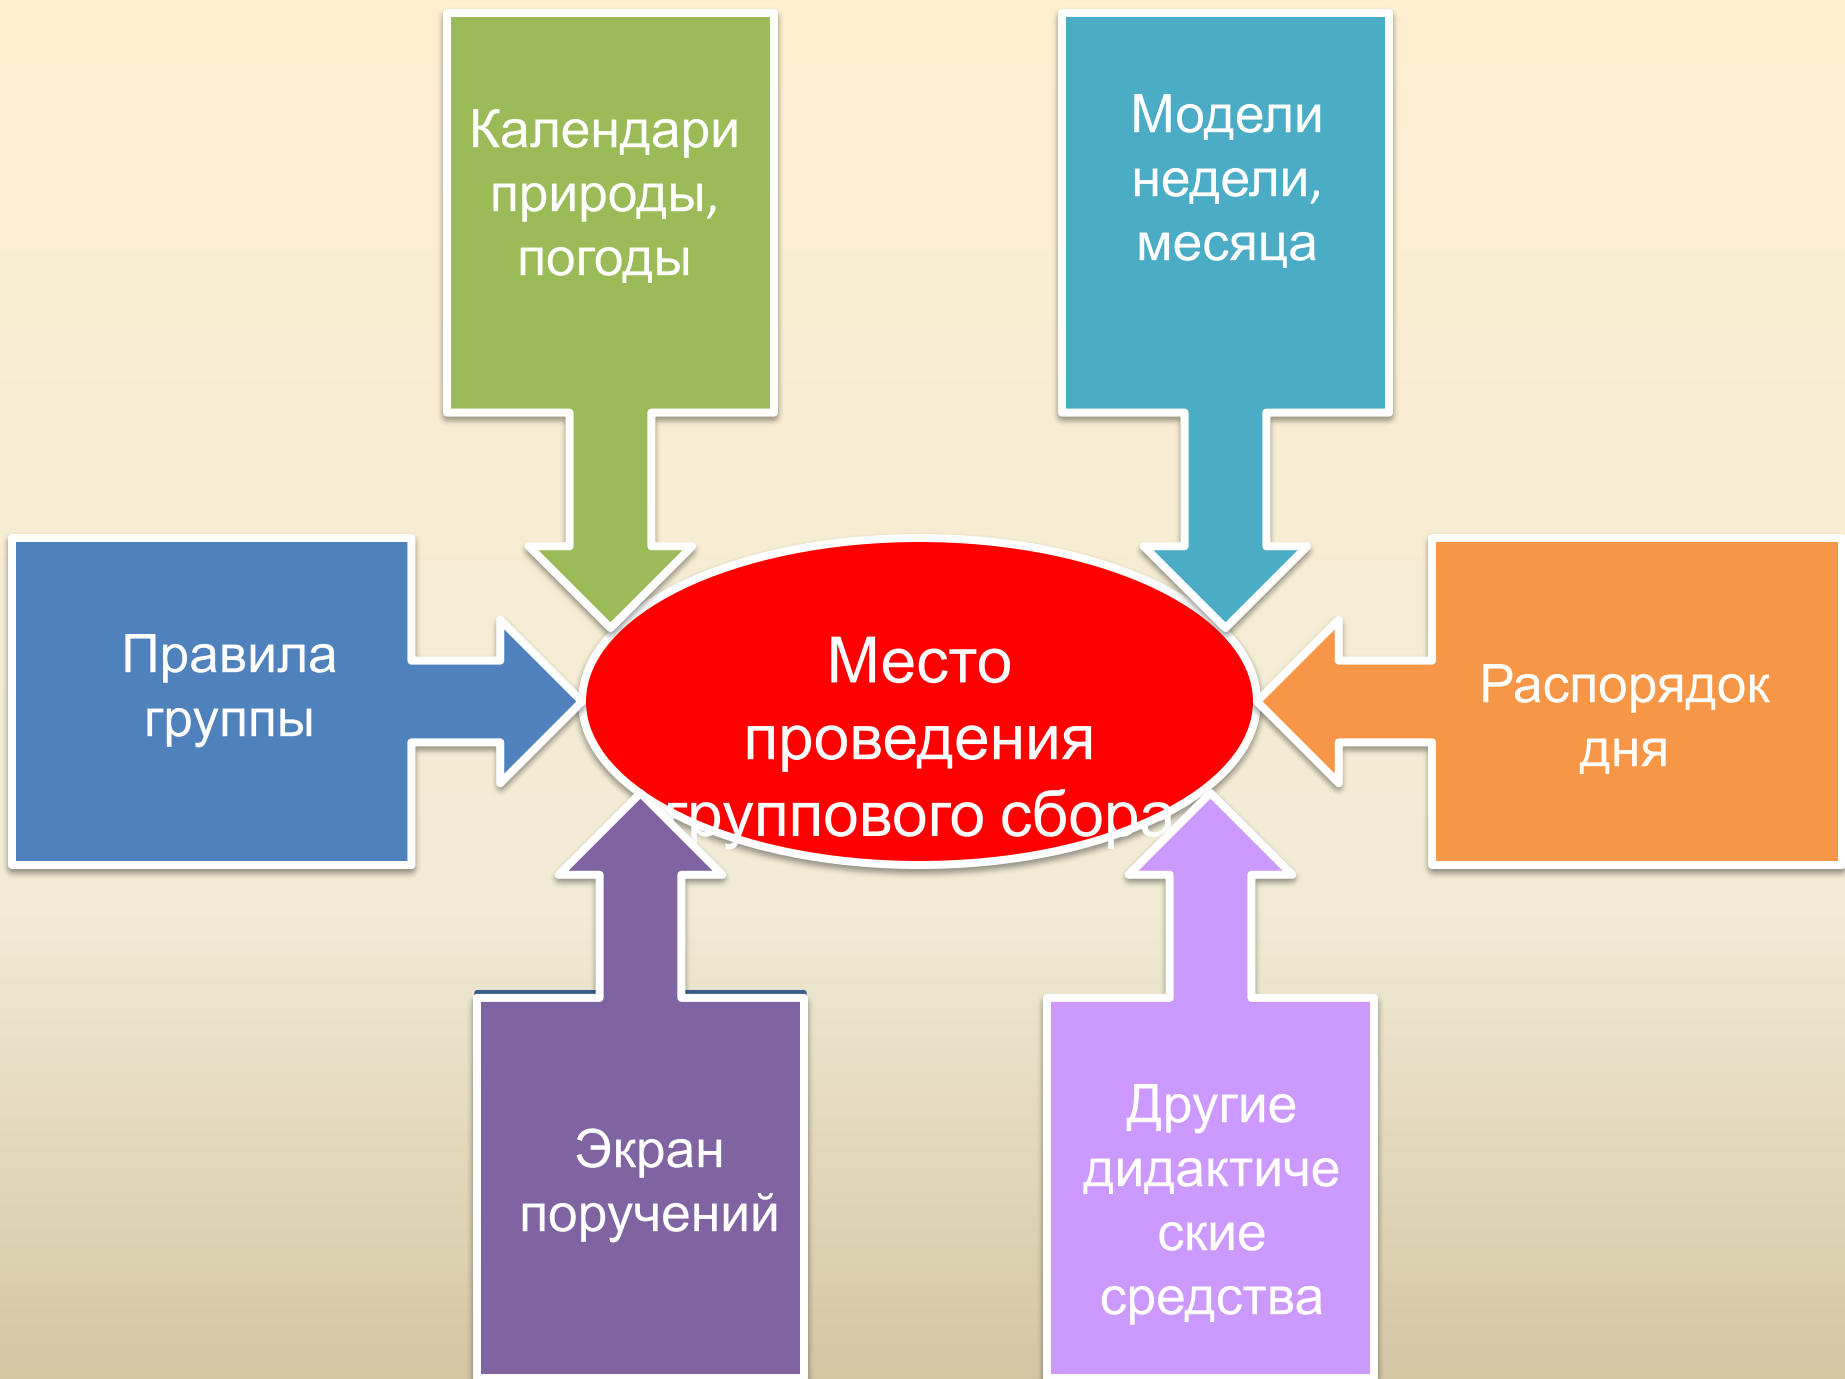 Календари
природы,
погоды
Модели
недели,
месяца
Правила
группы
Место
проведения
группового сбора
Распорядок
дня
Экран
поручений
Другие
дидактиче
ские
средства